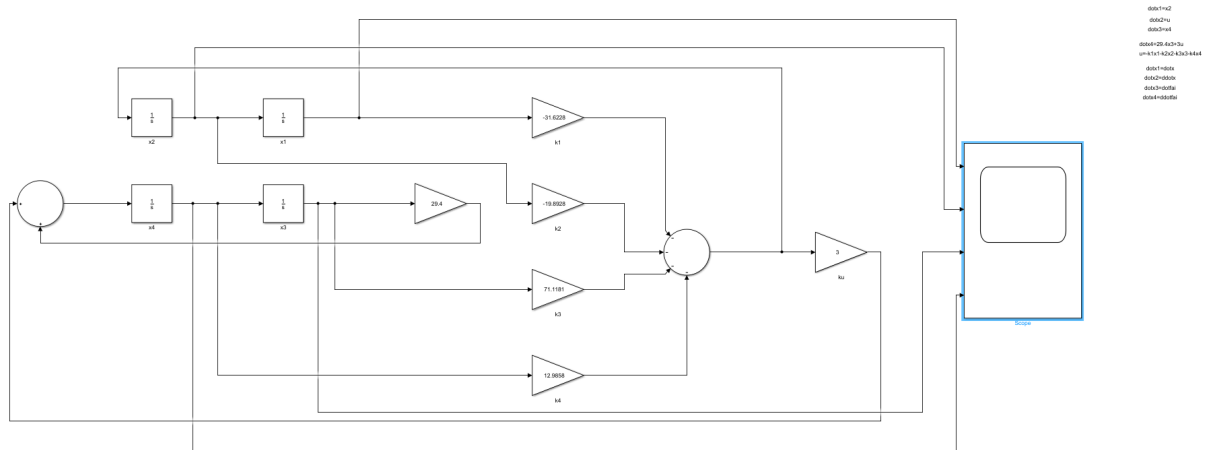 dotx1=x2
dotx2=u
dotx3=x4
dotx4=29.4x3+3u
u=-k1x1-k2x2-k3x3-k4x4
dotx1=dotx
dotx2=ddotx
dotx3=dotfai
dotx4=ddotfai
1
s
x2
1
s
x1
-31.6228
k1
1
s
x4
1
s
x3
29.4
-19.8928
k2
3
ku
71.1181
k3
12.9858
k4
Scope